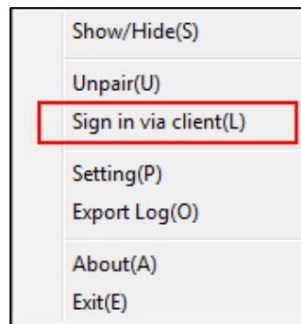 Show/Hide(S)
Unpair(U)
Sign in via client(L)
Setting(P)
Export Log(O)
About(A)
Exit(E)